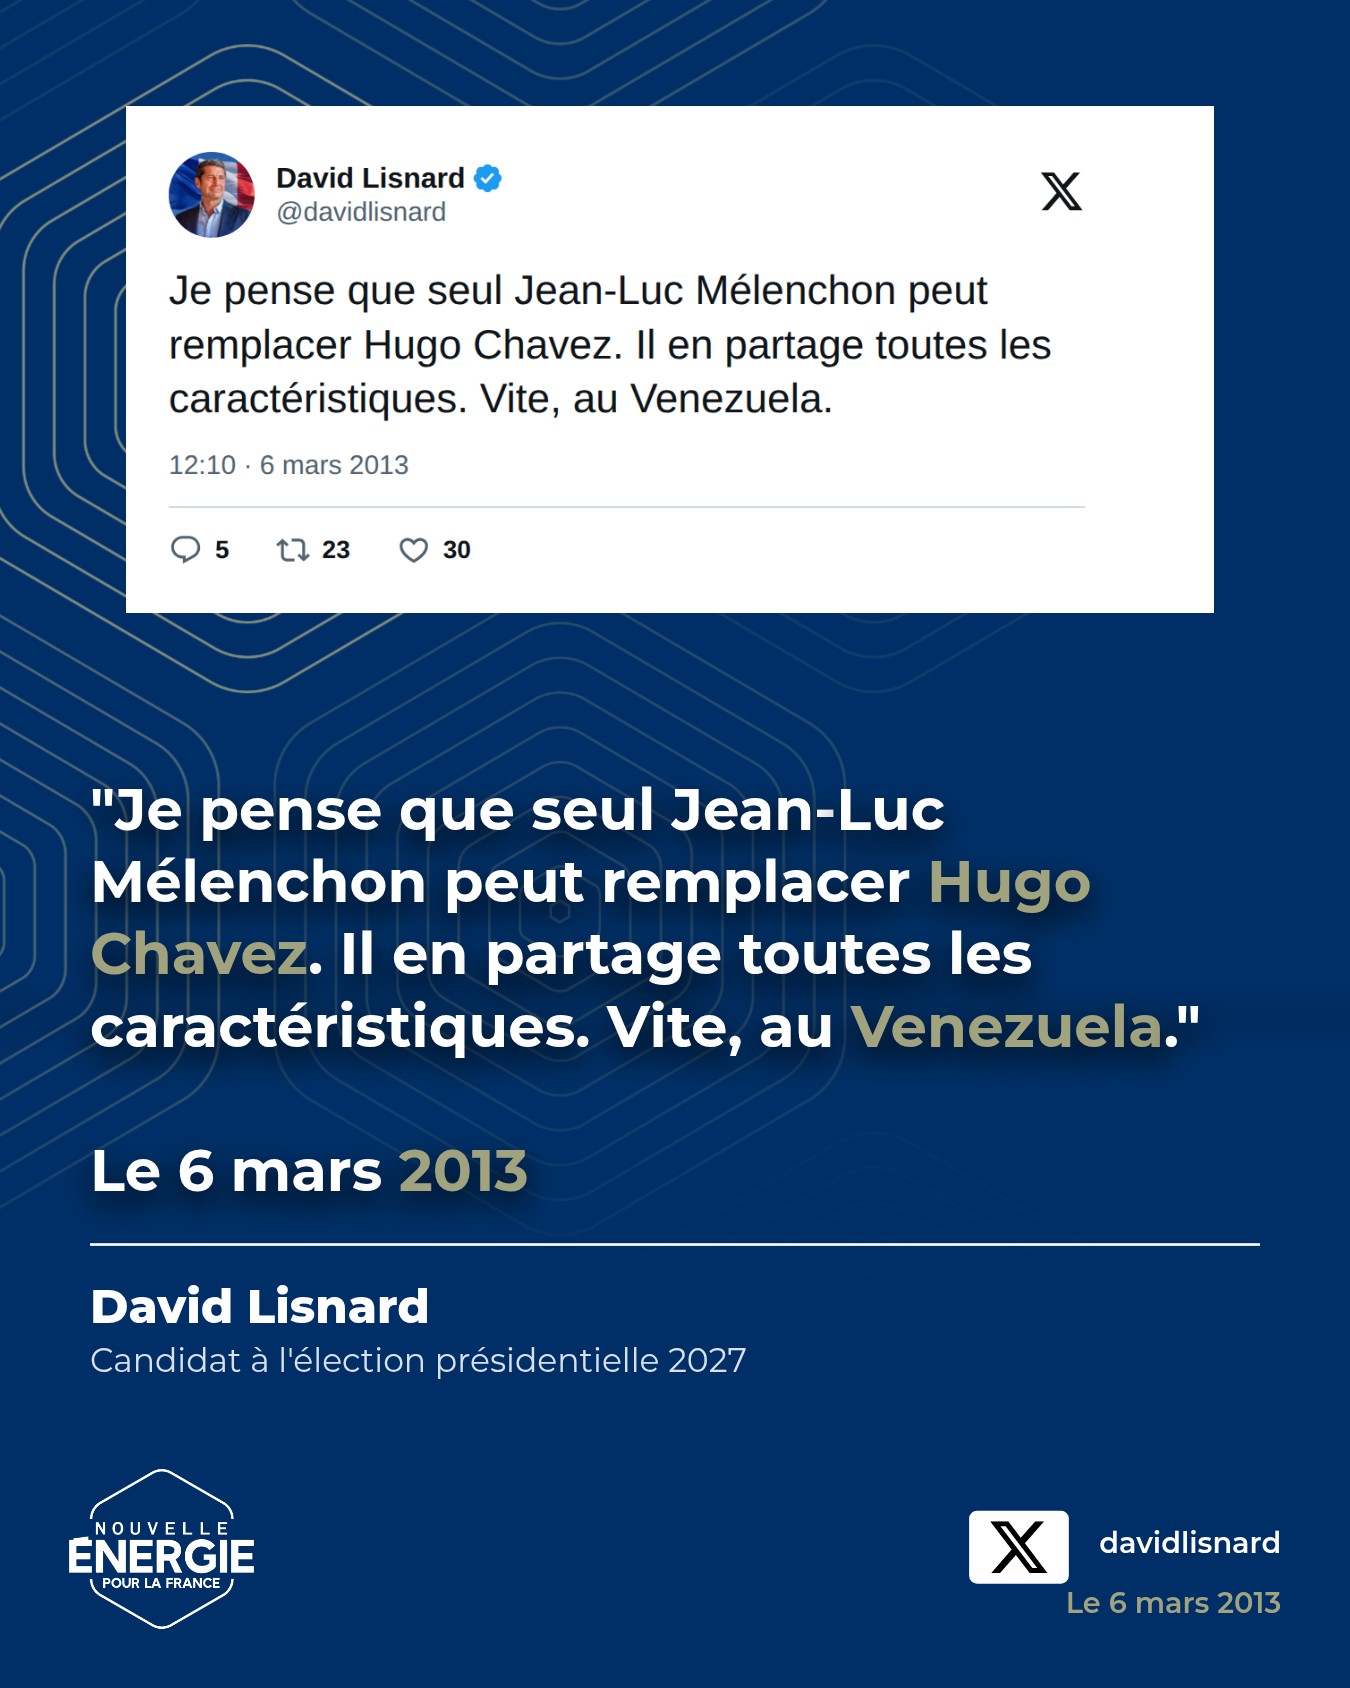 David Lisnard
@davidlisnard
Je pense que seul Jean-Luc Mélenchon peut
remplacer Hugo Chavez. Il en partage toutes les
caractéristiques. Vite, au Venezuela.
12:10 · 6 mars 2013
5 23 30
"Je pense que seul Jean-Luc
Mélenchon peut remplacer Hugo
Chavez. Il en partage toutes les
caractéristiques. Vite, au Venezuela."
Le 6 mars 2013
David Lisnard
Candidat à l'élection présidentielle 2027
NOUVELLE
ÉNERGIE
POUR LA FRANCE
davidlisnard
Le 6 mars 2013